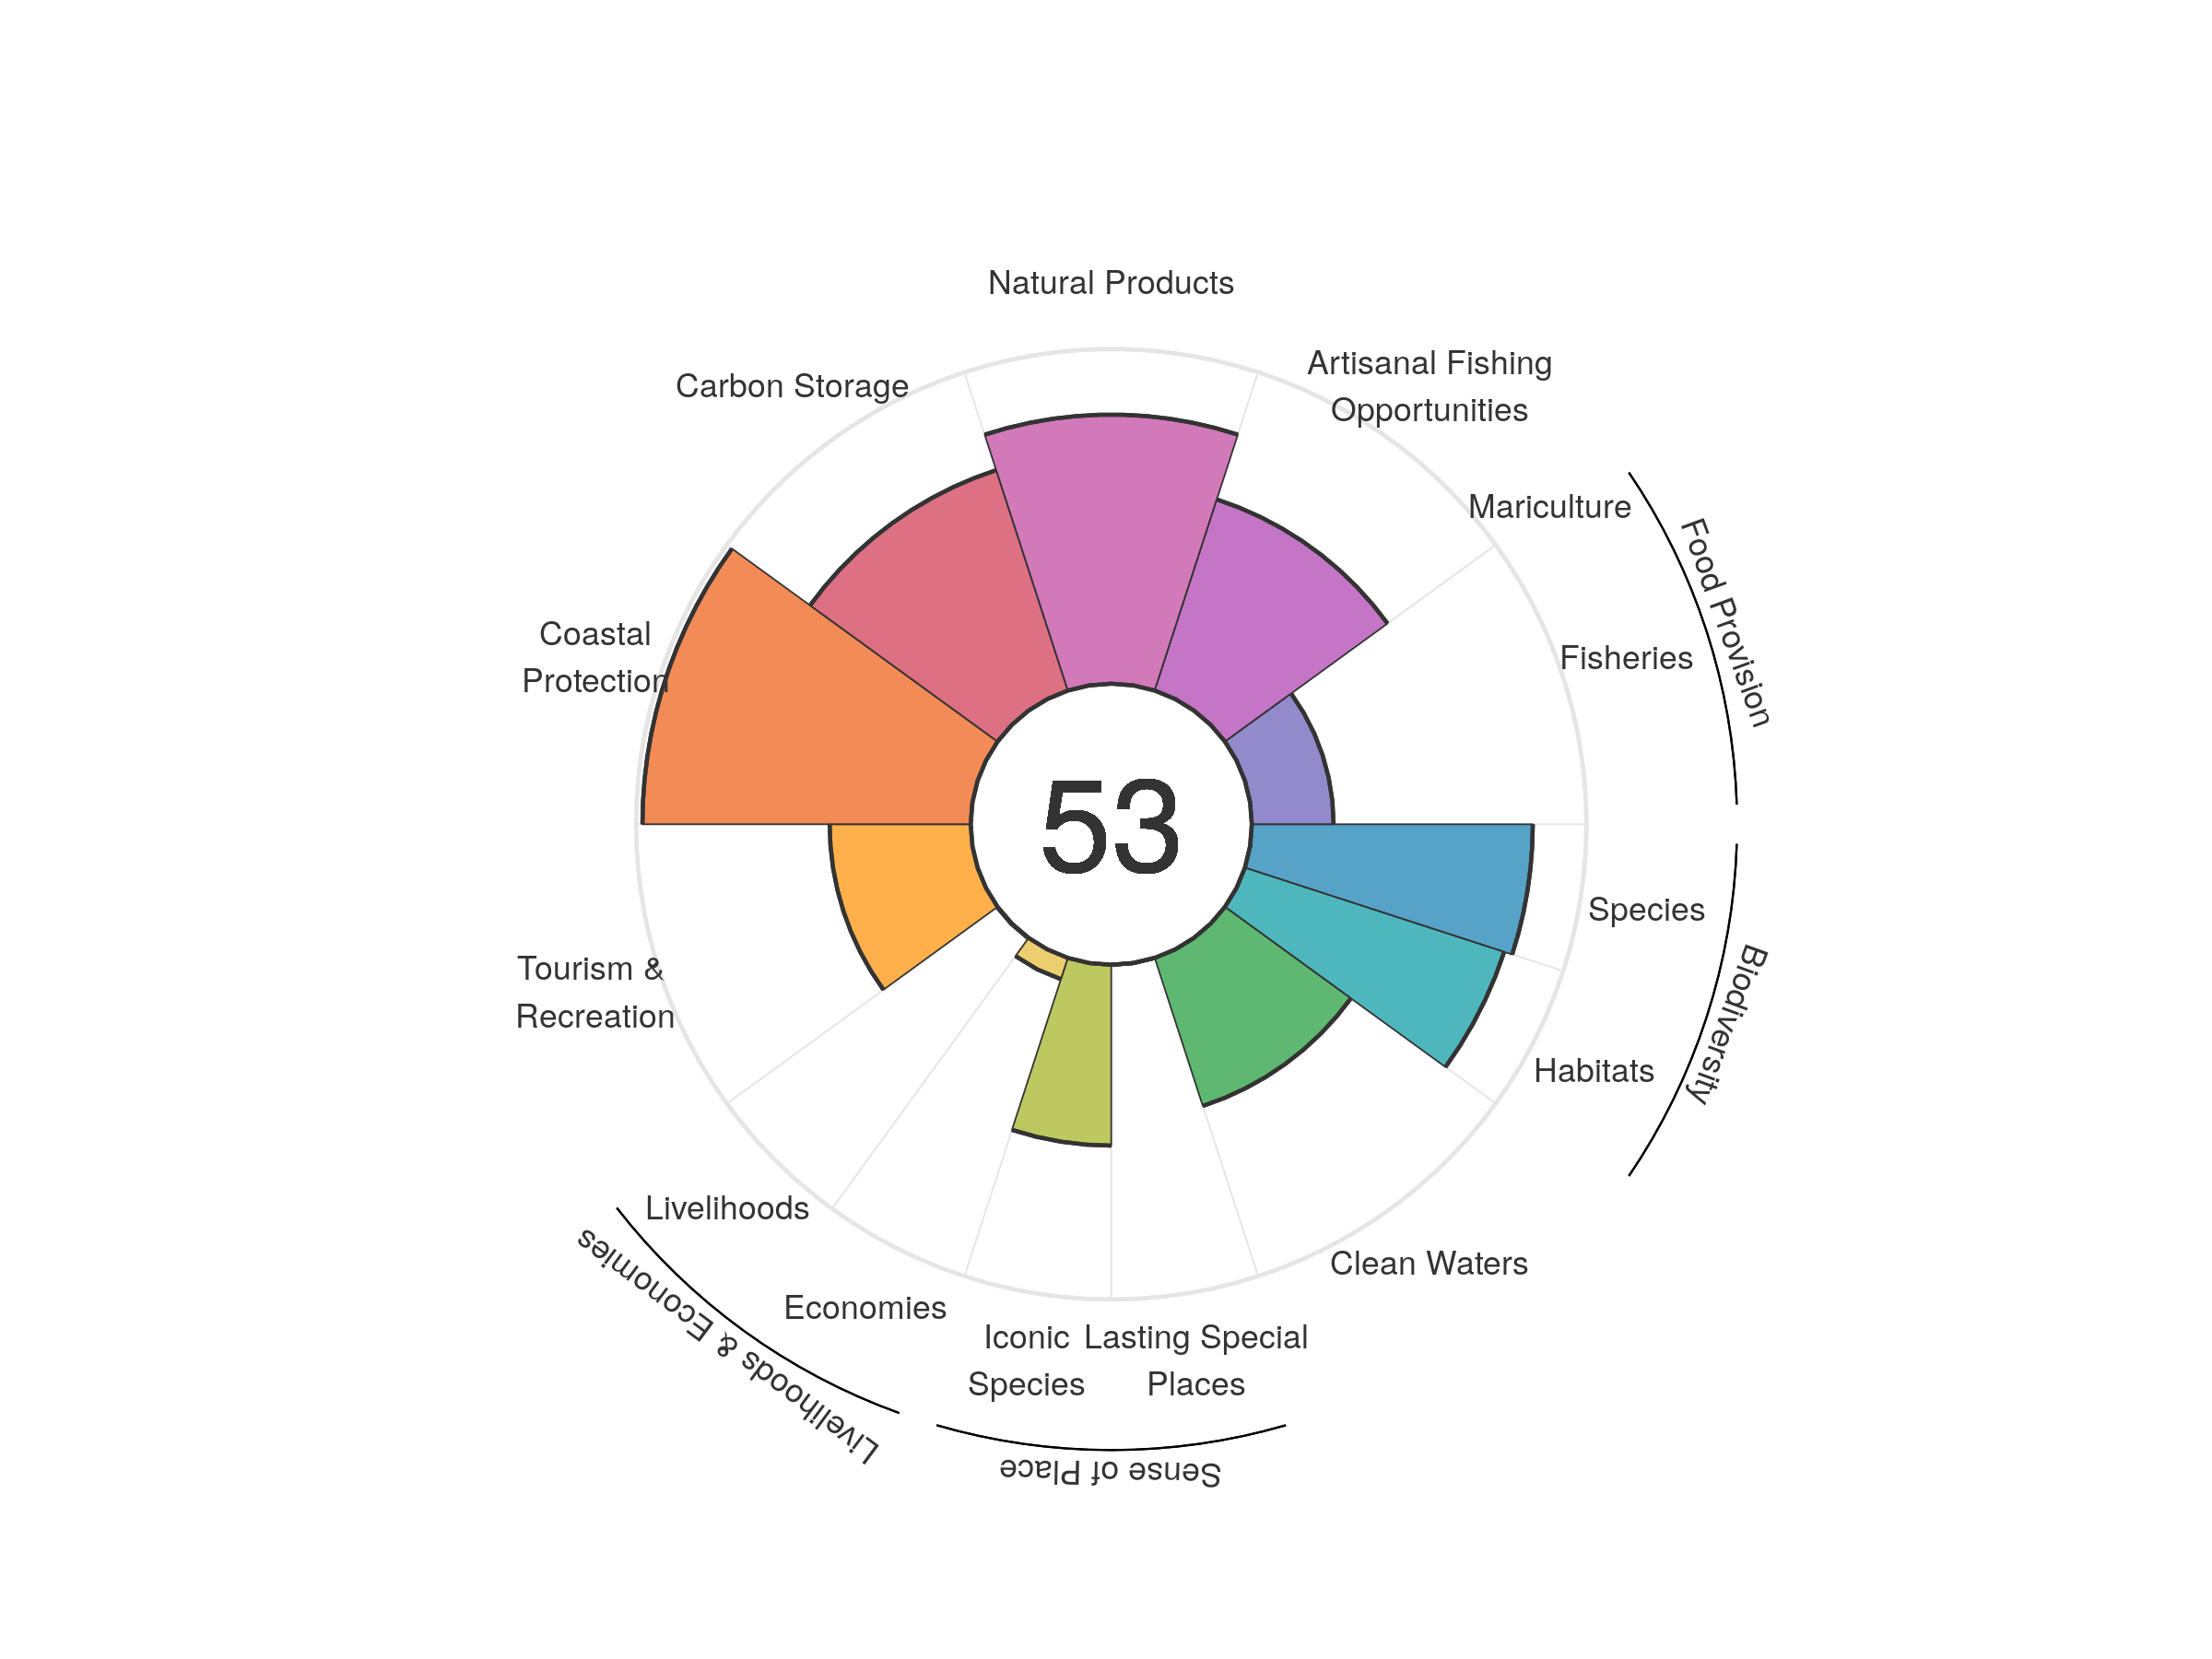 Natural Products
Artisanal Fishing
Opportunities
Carbon Storage
Mariculture
Food Provision
Fisheries
Coastal
Protection
53
Species
Biodiversity
Tourism &
Recreation
Habitats
Livelihoods
Clean Waters
Economies
Livelihoods & Economies
Iconic
Species
Lasting Special
Places
Sense of Place